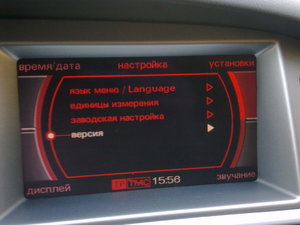 время/дата настройка установки
язык меню / Language
единицы измерения
заводская настройка
версия
дисплей TP TMC 15:56 звучание